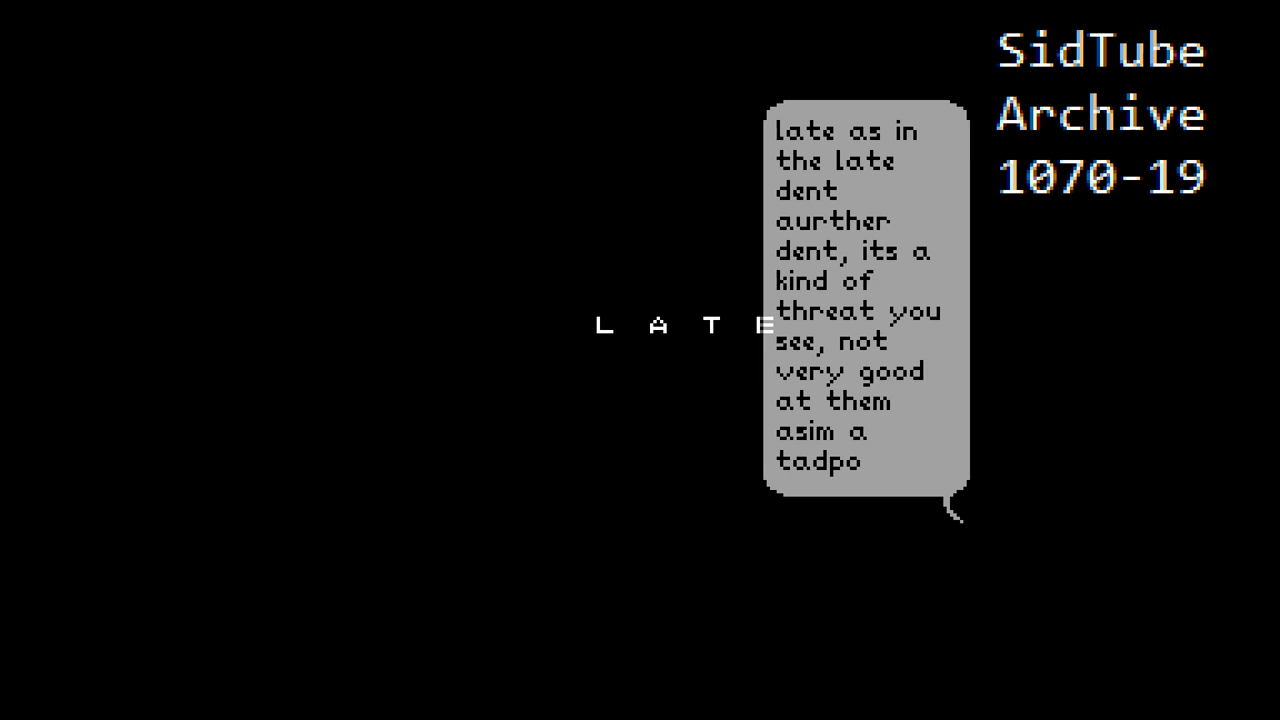 SidTube
Archive
1070-19
late as in
the late
dent
aurther
dent, its a
kind of
threat you
see, not
very good
at them
asim a
tadpo
L A T E